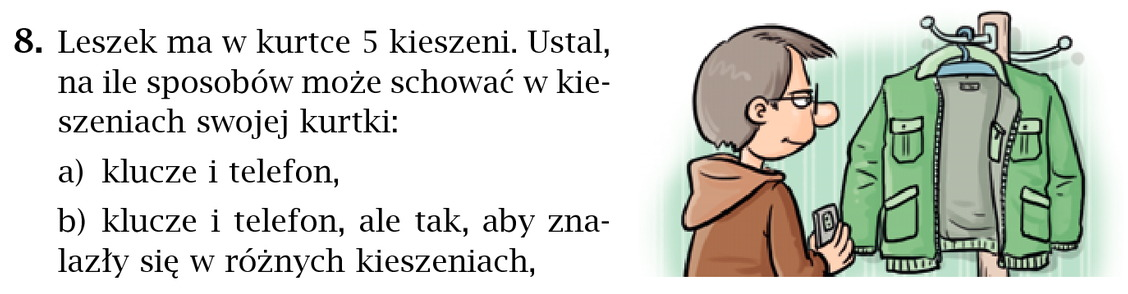 8. Leszek ma w kurtce 5 kieszeni. Ustal,
na ile sposobów może schować w kie-
szeniach swojej kurtki:
a) klucze i telefon,
b) klucze i telefon, ale tak, aby zna-
lazły się w różnych kieszeniach,